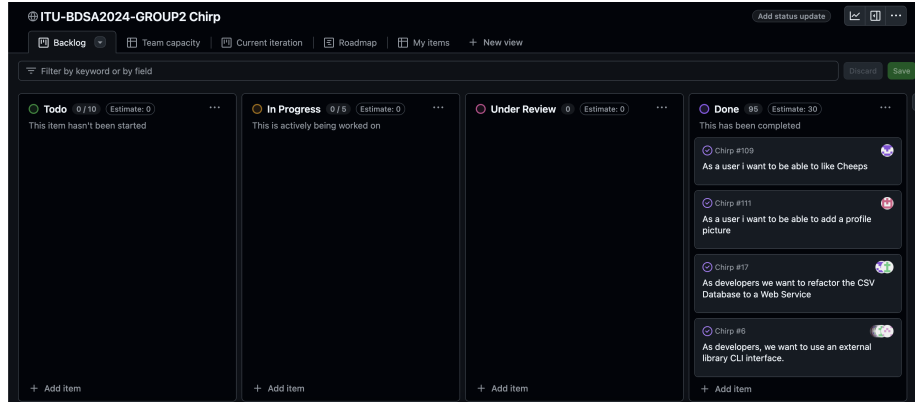 ITU-BDSA2024-GROUP2 Chirp
Add status update
Backlog
Team capacity
Current iteration
Roadmap
My items
+ New view
Filter by keyword or by field
Discard
Save
Todo 0 / 10 Estimate: 0 ...
This item hasn't been started
+ Add item
In Progress 0 / 5 Estimate: 0 ...
This is actively being worked on
+ Add item
Under Review 0 Estimate: 0 ...
+ Add item
Done 95 Estimate: 30 ...
This has been completed
Chirp #109
As a user i want to be able to like Cheeps
Chirp #111
As a user i want to be able to add a profile
picture
Chirp #17
As developers we want to refactor the CSV
Database to a Web Service
Chirp #6
As developers, we want to use an external
library CLI interface.
+ Add item